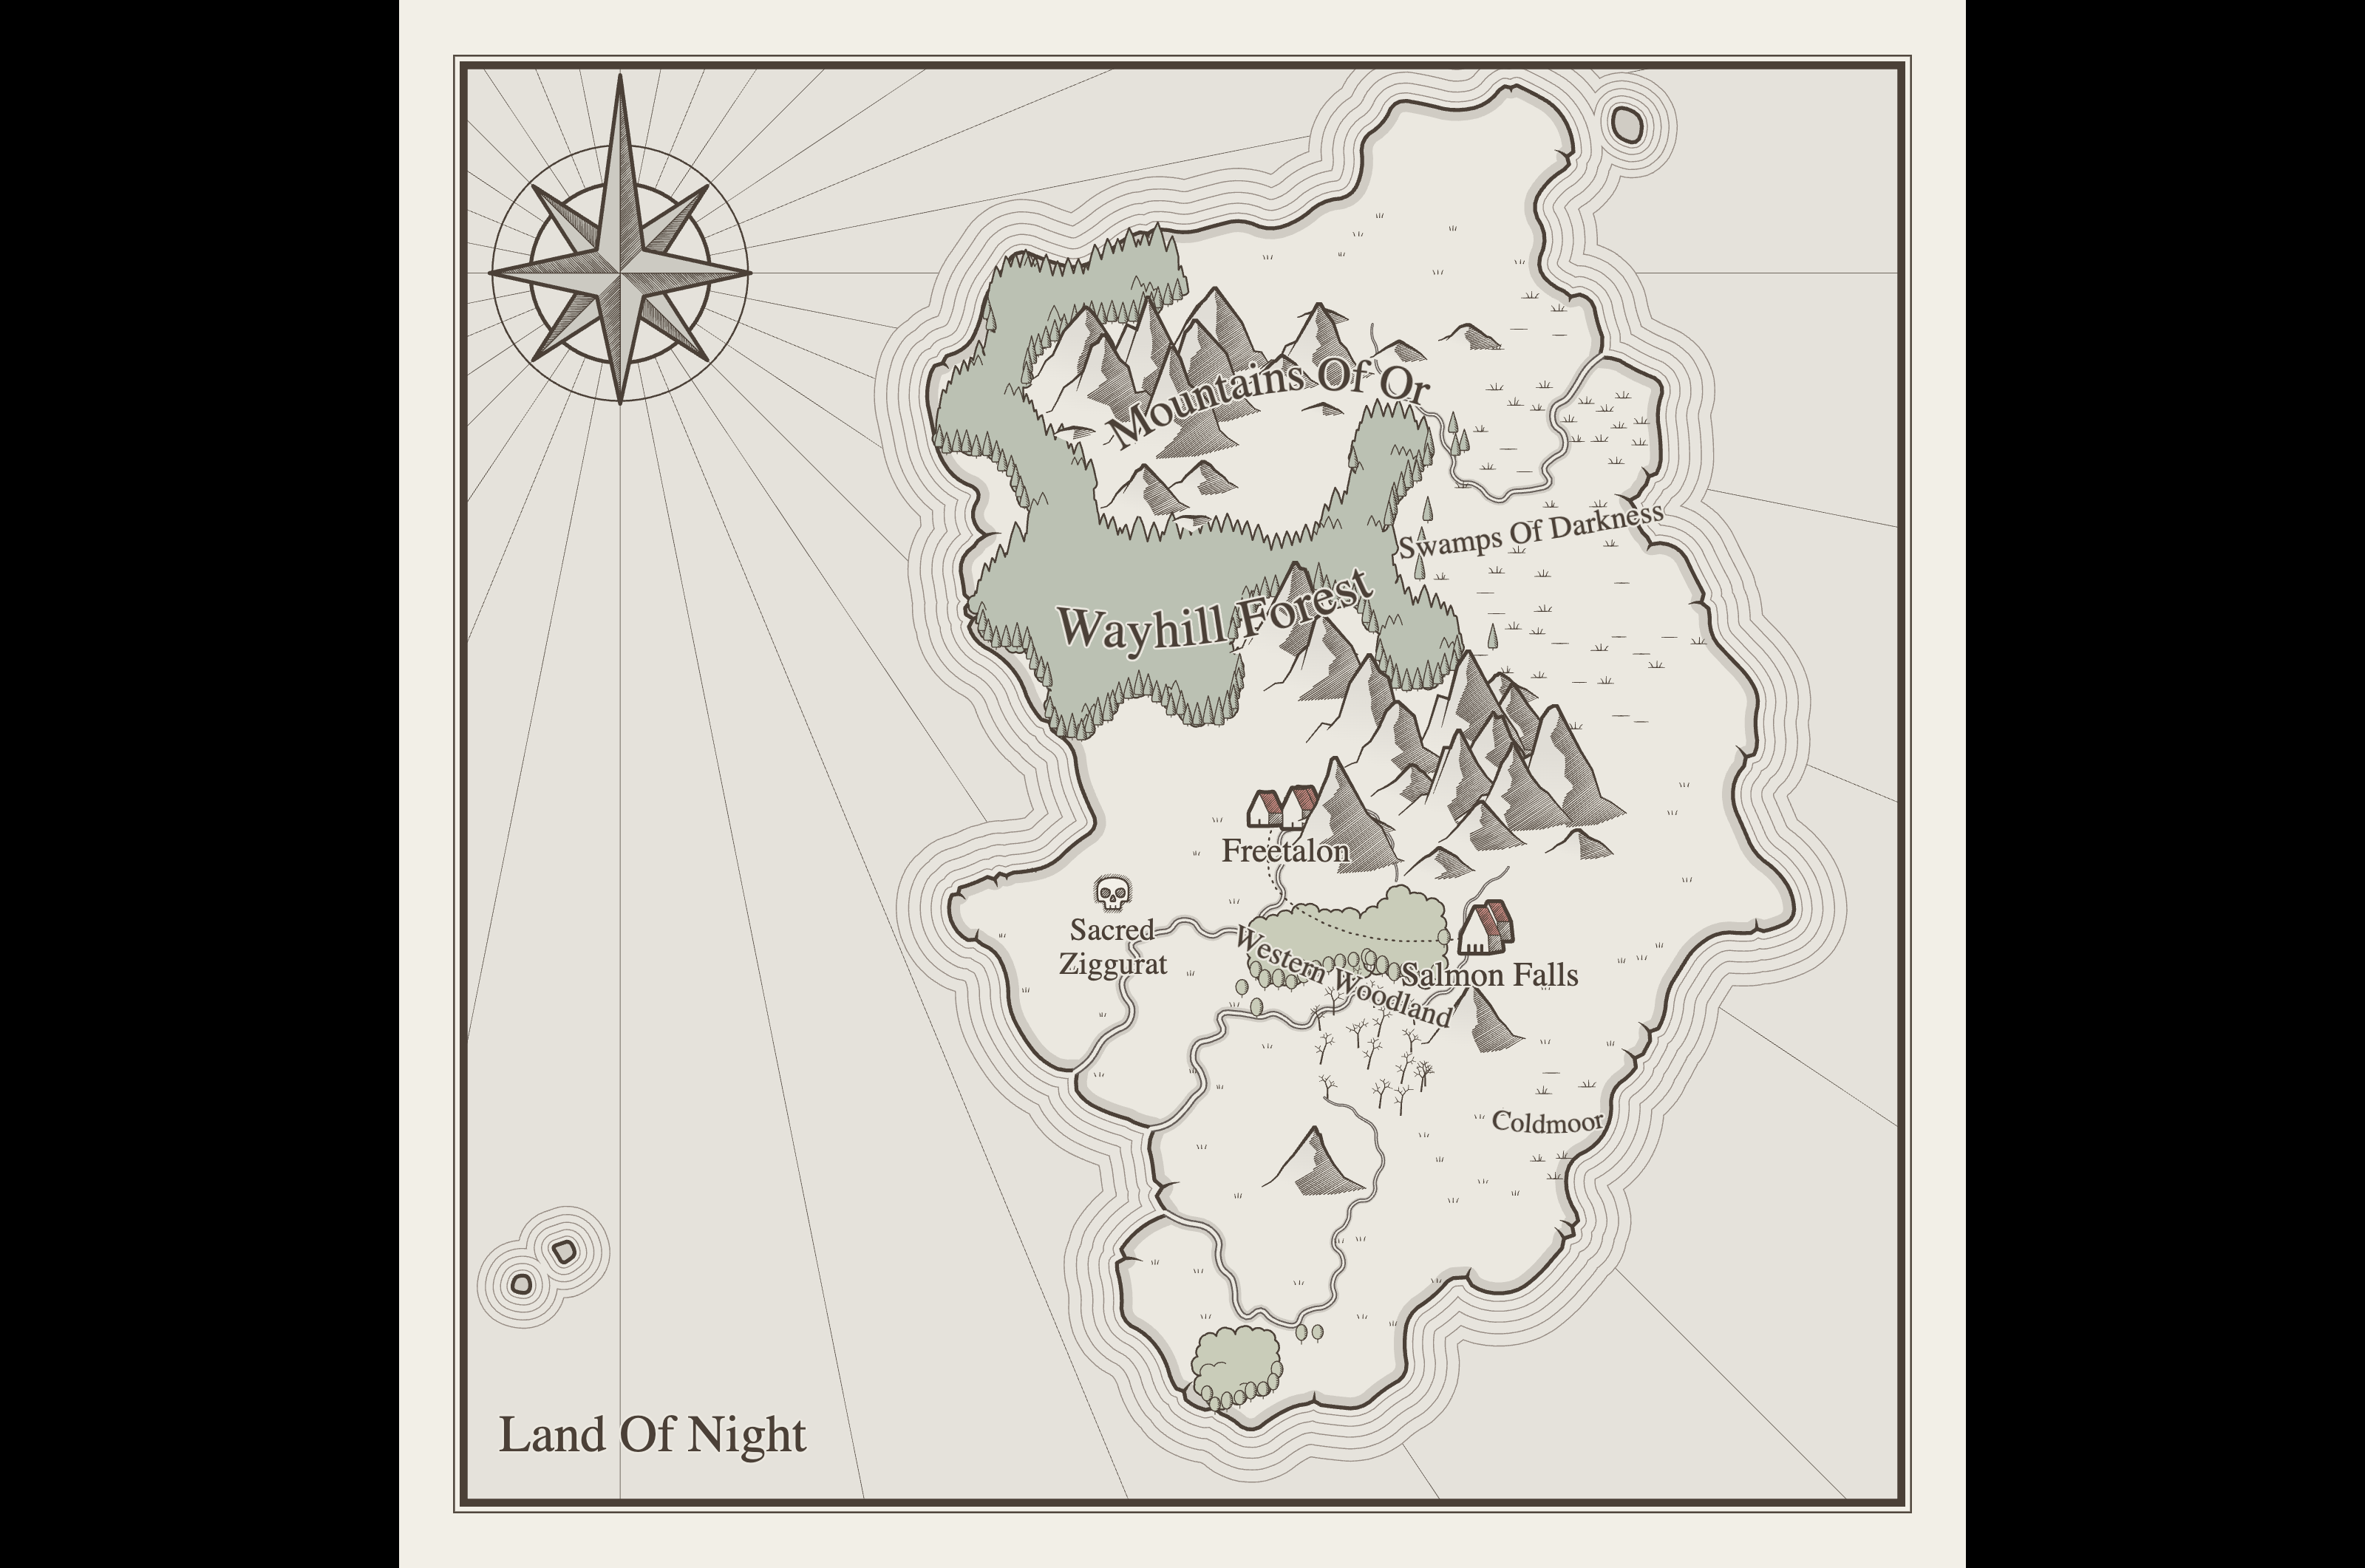 Mountains Of Or
Swamps Of Darkness
Wayhill Forest
Freetalon
Sacred
Ziggurat
Western Woodland
Salmon Falls
Coldmoor
Land Of Night